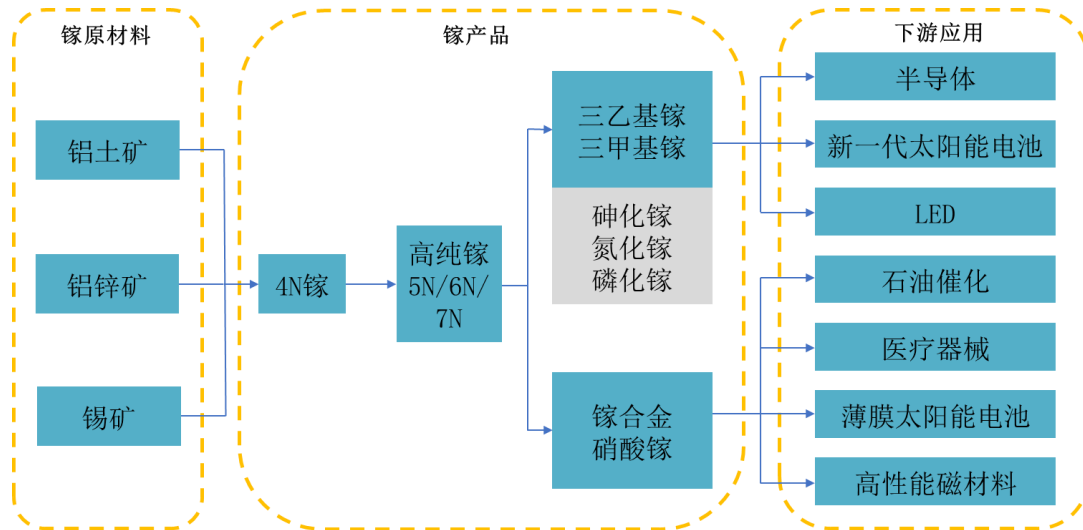 镓原材料
铝土矿
铝锌矿
锡矿
镓产品
4N镓
高纯镓
5N/6N/
7N
三乙基镓
三甲基镓
砷化镓
氮化镓
磷化镓
镓合金
硝酸镓
下游应用
半导体
新一代太阳能电池
LED
石油催化
医疗器械
薄膜太阳能电池
高性能磁材料